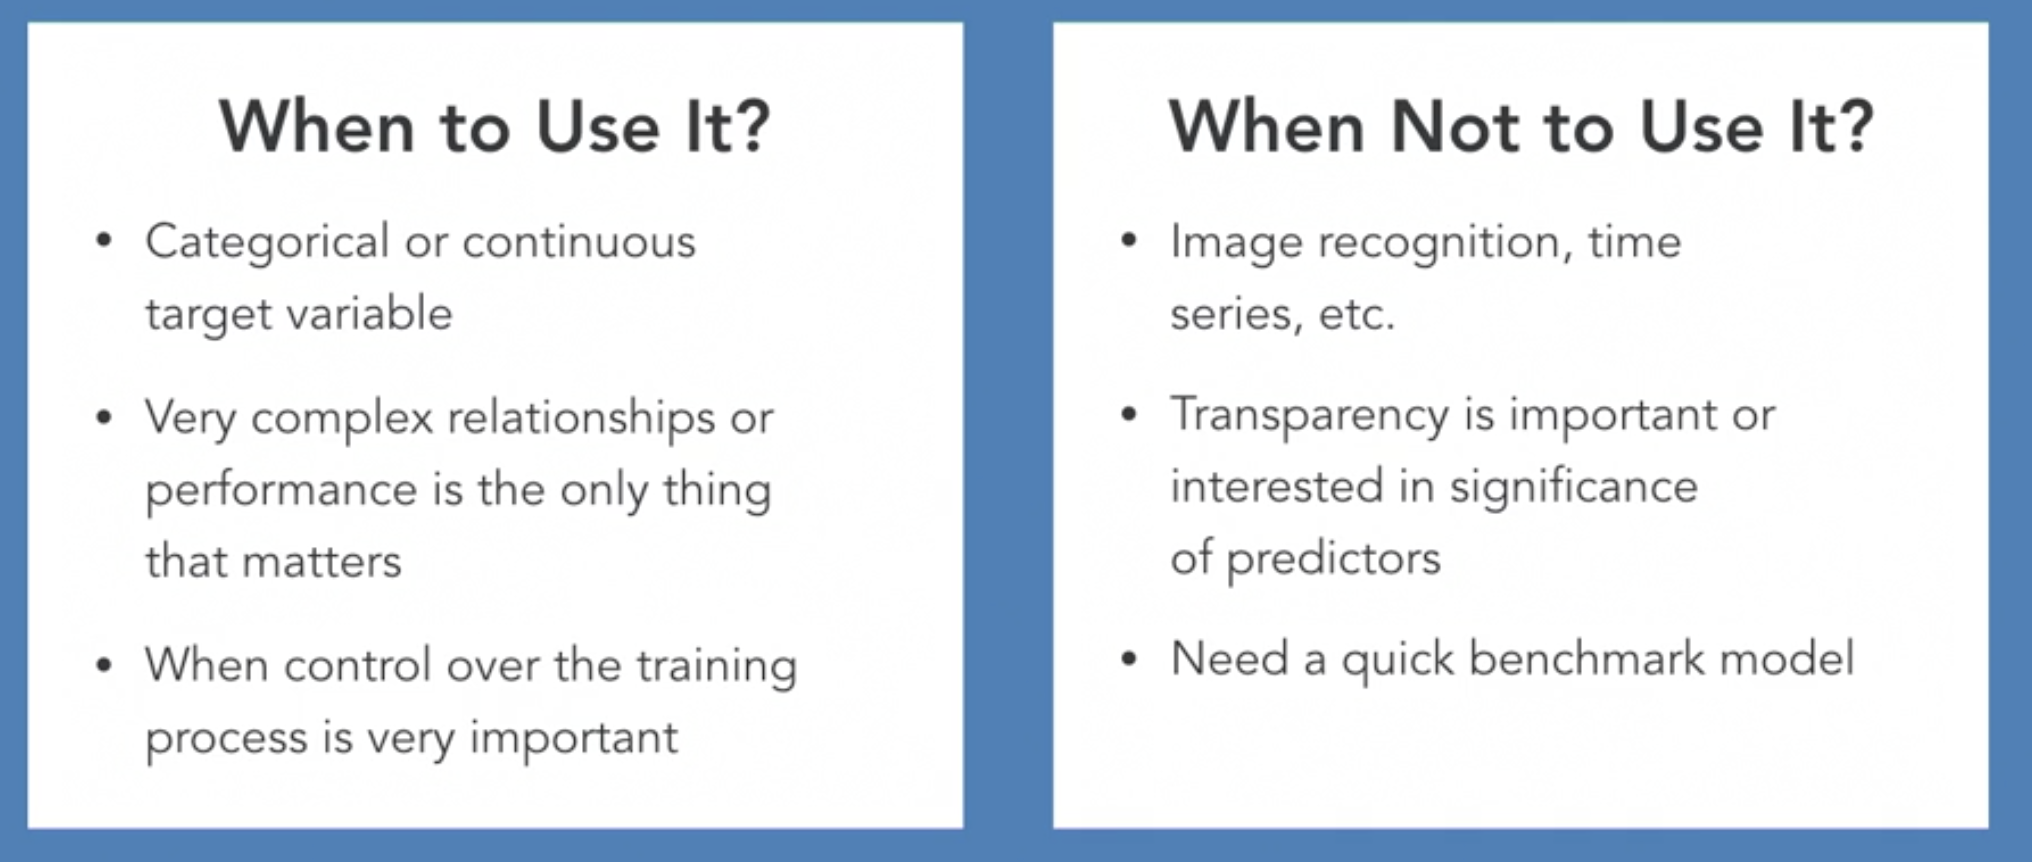 When to Use It?
• Categorical or continuous
target variable
• Very complex relationships or
performance is the only thing
that matters
• When control over the training
process is very important
When Not to Use It?
• Image recognition, time
series, etc.
• Transparency is important or
interested in significance
of predictors
• Need a quick benchmark model